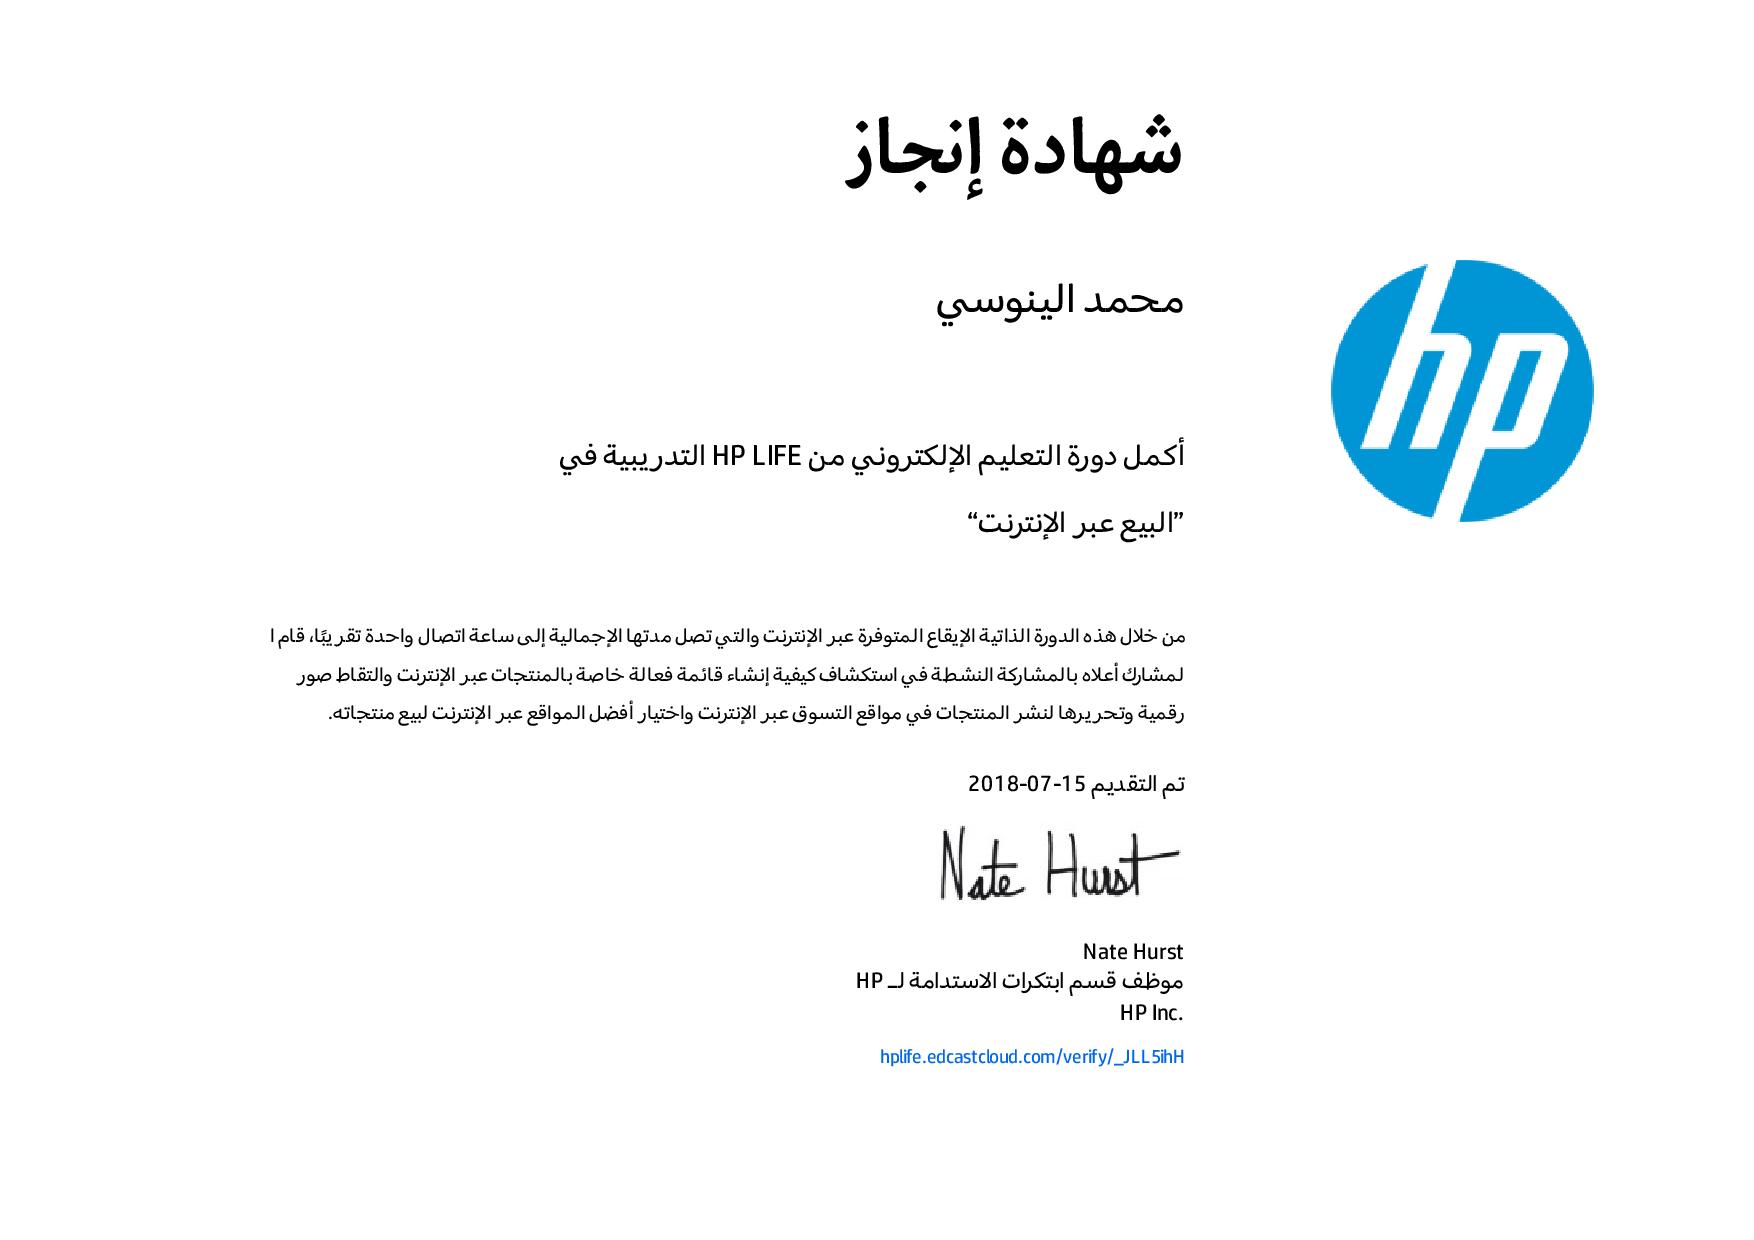 شهادة إنجاز
hp
محمد الينوسي
أكمل دورة التعليم الإلكتروني من HP LIFE التدريبية في
”البيع عبر الإنترنت“
من خلال هذه الدورة الذاتية الإيقاع المتوفرة عبر الإنترنت والتي تصل مدتها الإجمالية إلى ساعة اتصال واحدة تقريبًا، قام ا
لمشارك أعلاه بالمشاركة النشطة في استكشاف كيفية إنشاء قائمة فعالة خاصة بالمنتجات عبر الإنترنت والتقاط صور
رقمية وتحريرها لنشر المنتجات في مواقع التسوق عبر الإنترنت واختيار أفضل المواقع عبر الإنترنت لبيع منتجاته.
تم التقديم 15-07-2018
Nate Hurst
Nate Hurst
موظف قسم ابتكرات الاستدامة لـ HP
HP Inc.
hplife.edcastcloud.com/verify/_JLL5ihH